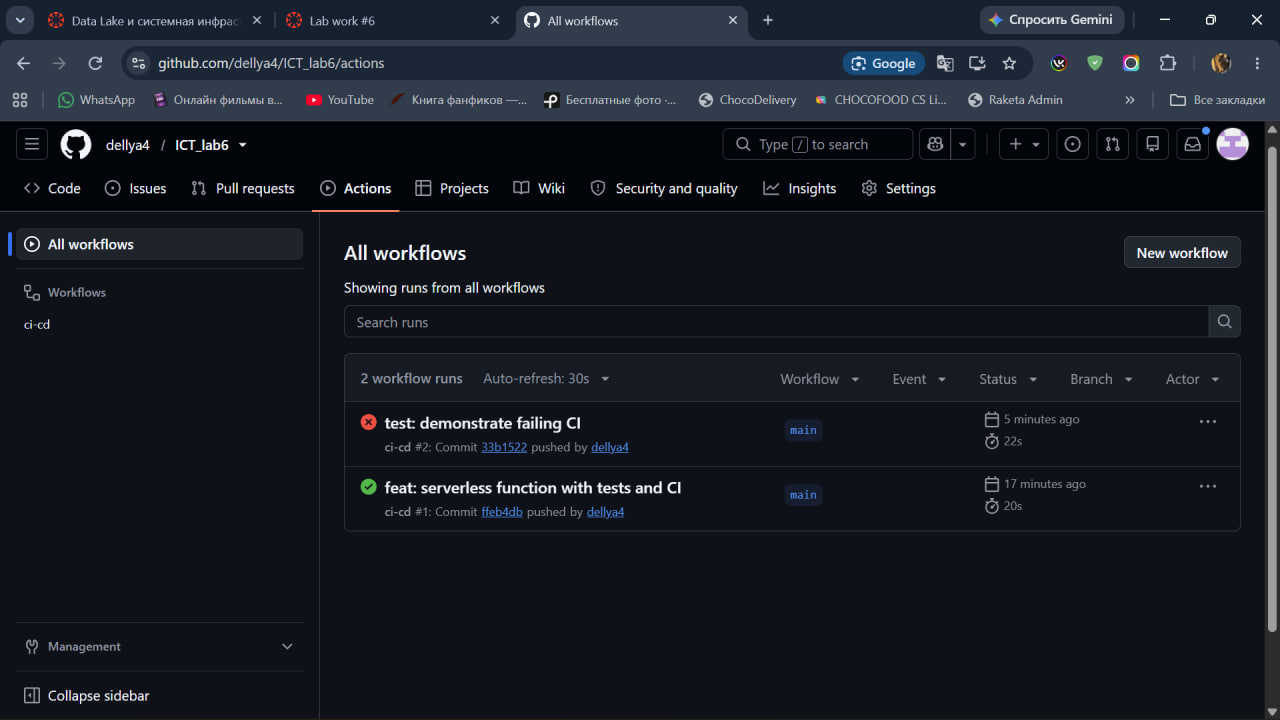 Data Lake и системная инфрас
Lab work #6
All workflows
Спросить Gemini
github.com/dellya4/ICT_lab6/actions
Google
WhatsApp
Онлайн фильмы в...
YouTube
Книга фанфиков —...
Бесплатные фото -...
ChocoDelivery
CHOCOFOOD CS Li...
Raketa Admin
»
Все закладки
dellya4 / ICT_lab6
Type / to search
Code
Issues
Pull requests
Actions
Projects
Wiki
Security and quality
Insights
Settings
All workflows
Workflows
ci-cd
Management
Collapse sidebar
All workflows
New workflow
Showing runs from all workflows
Search runs
2 workflow runs
Auto-refresh: 30s
Workflow
Event
Status
Branch
Actor
test: demonstrate failing CI
ci-cd #2: Commit 33b1522 pushed by dellya4
main
5 minutes ago
22s
feat: serverless function with tests and CI
ci-cd #1: Commit ffeb4db pushed by dellya4
main
17 minutes ago
20s